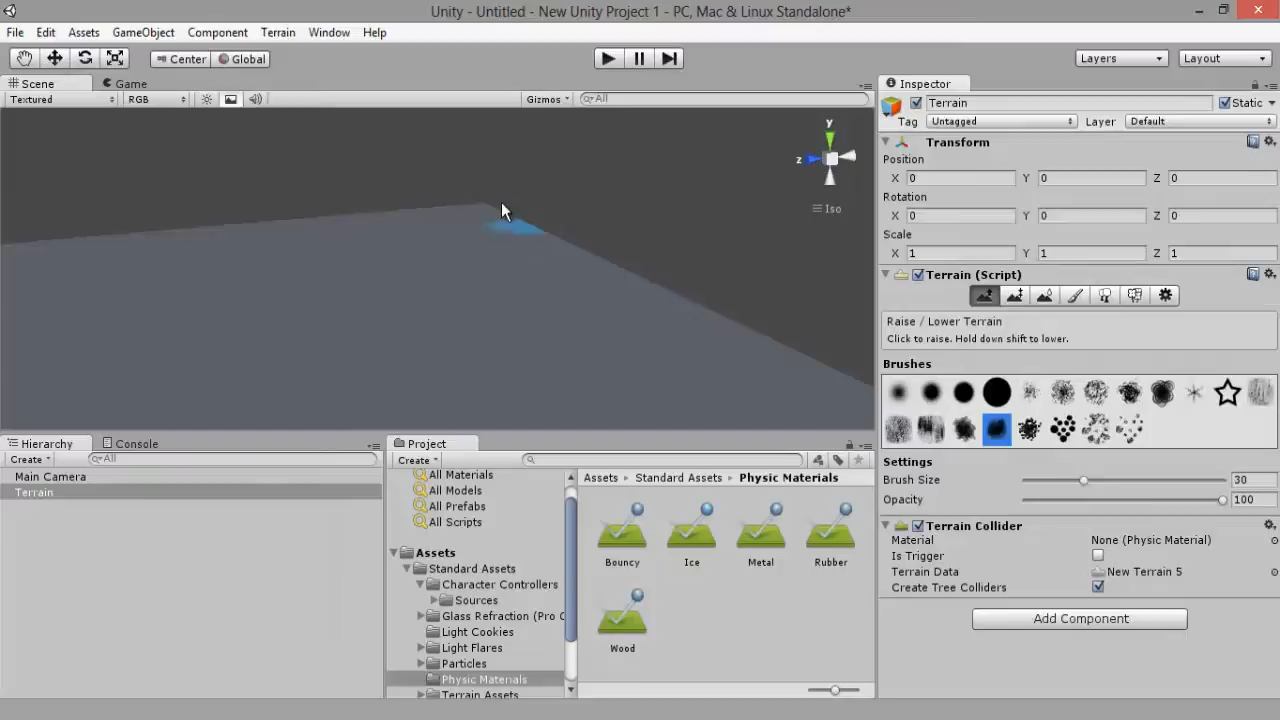 Unity - Untitled - New Unity Project 1 - PC, Mac & Linux Standalone*
File Edit Assets GameObject Component Terrain Window Help
Center Global Layers Layout
Scene Game
Textured RGB Gizmos All
y
z
Iso
Inspector
Terrain Static
Tag Untagged Layer Default
Transform
Position
X 0 Y 0 Z 0
Rotation
X 0 Y 0 Z 0
Scale
X 1 Y 1 Z 1
Terrain (Script)
Raise / Lower Terrain
Click to raise. Hold down shift to lower.
Brushes
Settings
Brush Size 30
Opacity 100
Terrain Collider
Material None (Physic Material)
Is Trigger
Terrain Data New Terrain 5
Create Tree Colliders
Add Component
Hierarchy Console
Create All
Main Camera
Terrain
Project
Create
All Materials
All Models
All Prefabs
All Scripts
Assets
Standard Assets
Character Controllers
Sources
Glass Refraction (Pro
Light Cookies
Light Flares
Particles
Physic Materials
Terrain Assets
Assets Standard Assets Physic Materials
Bouncy Ice Metal Rubber
Wood